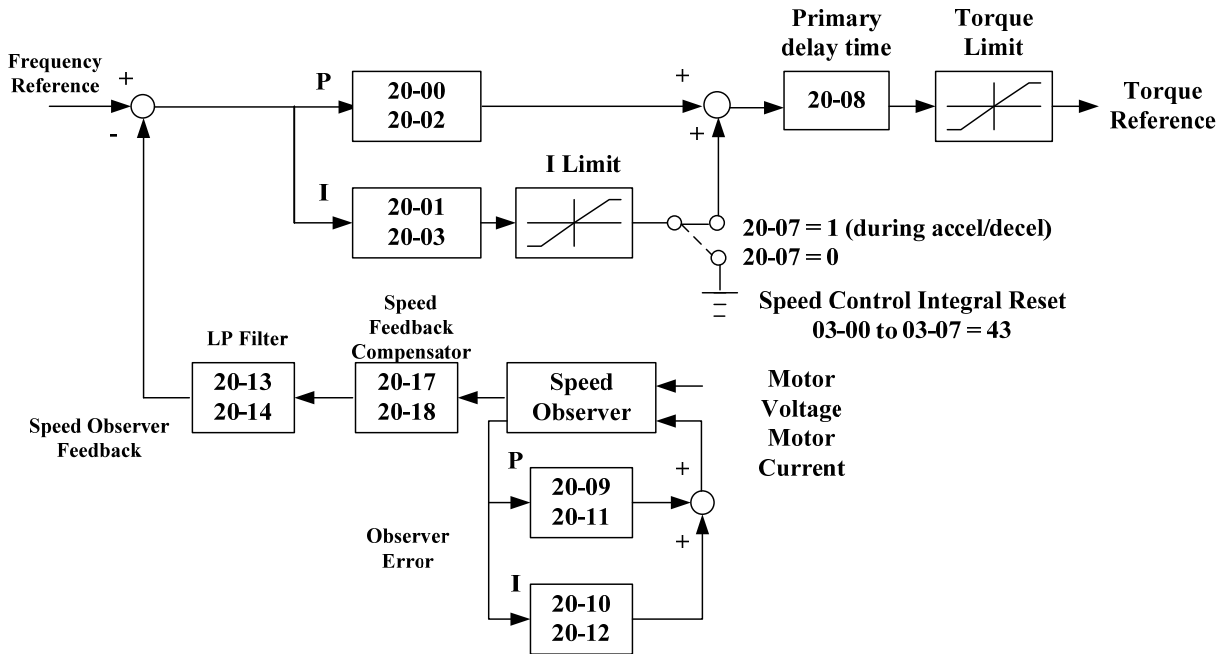 Frequency
Reference
+
-
P
20-00
20-02
+
+
Primary
delay time
20-08
Torque
Limit
Torque
Reference
I
20-01
20-03
I Limit
20-07 = 1 (during accel/decel)
20-07 = 0
Speed Control Integral Reset
03-00 to 03-07 = 43
LP Filter
20-13
20-14
Speed
Feedback
Compensator
20-17
20-18
Speed
Observer
Motor
Voltage
Motor
Current
Speed Observer
Feedback
P
20-09
20-11
+
+
Observer
Error
I
20-10
20-12